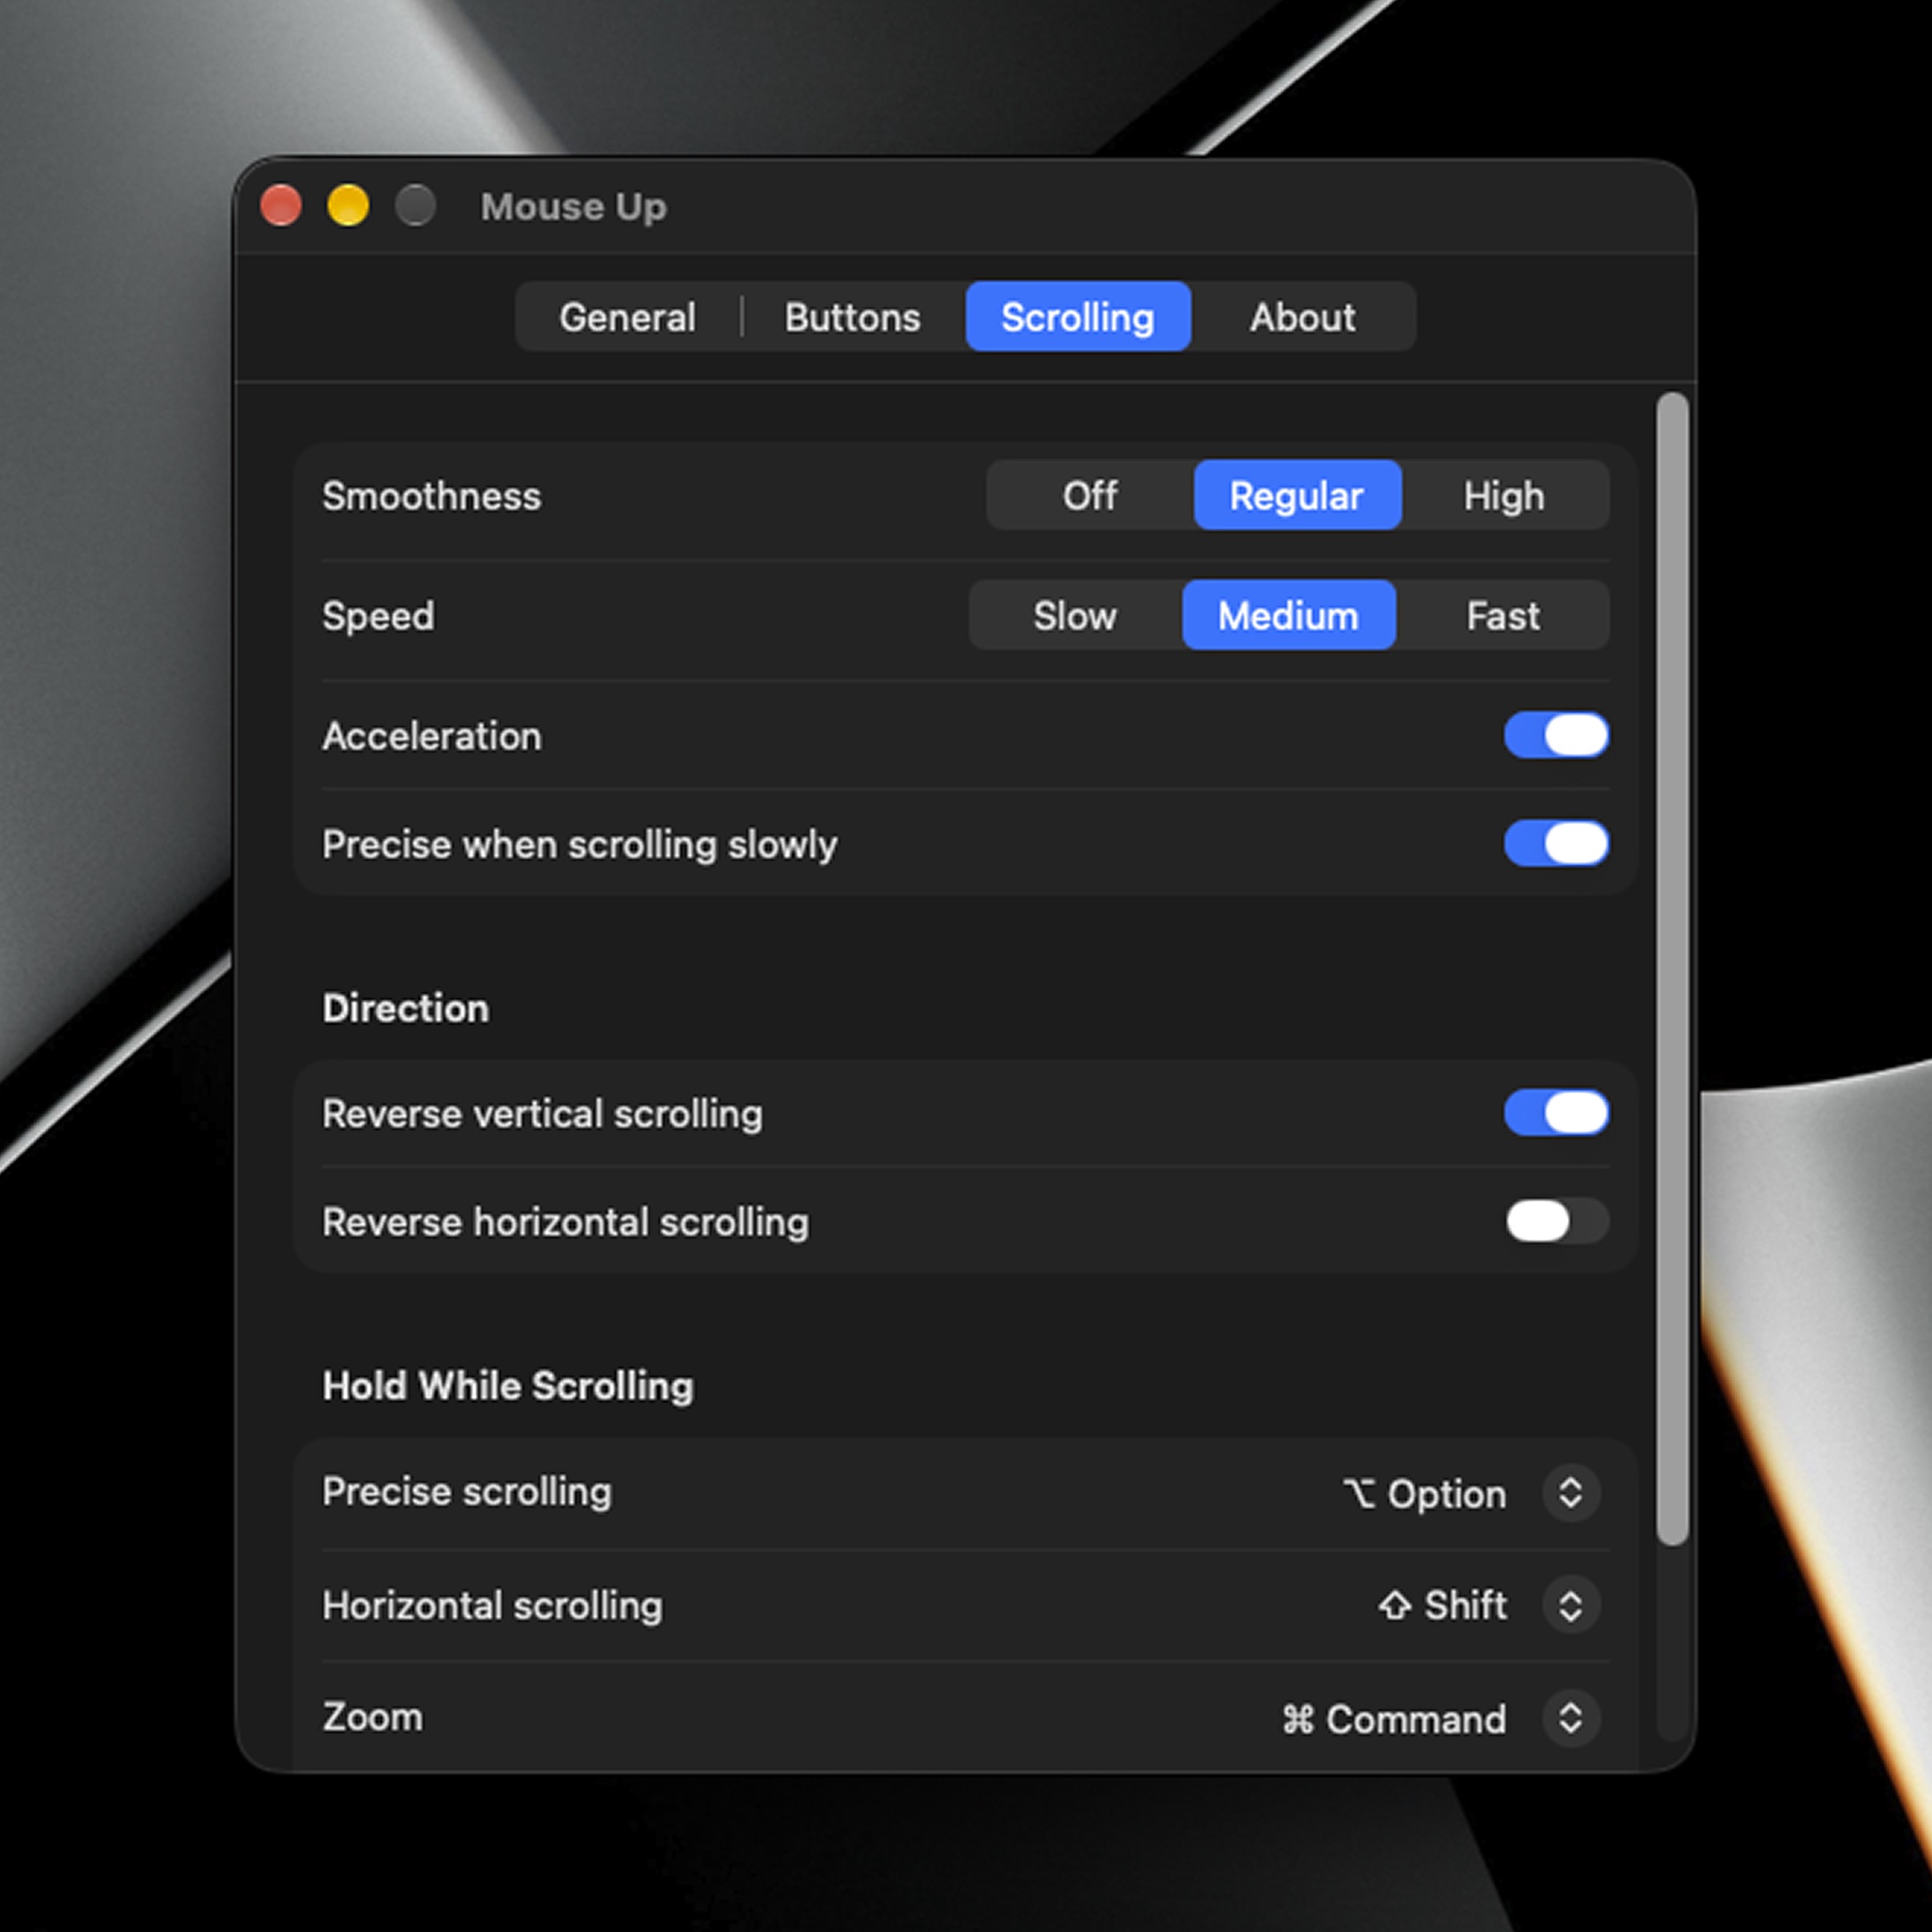 Mouse Up
General Buttons Scrolling About
Smoothness Off Regular High
Speed Slow Medium Fast
Acceleration
Precise when scrolling slowly
Direction
Reverse vertical scrolling
Reverse horizontal scrolling
Hold While Scrolling
Precise scrolling ⌥ Option
Horizontal scrolling ⇧ Shift
Zoom ⌘ Command